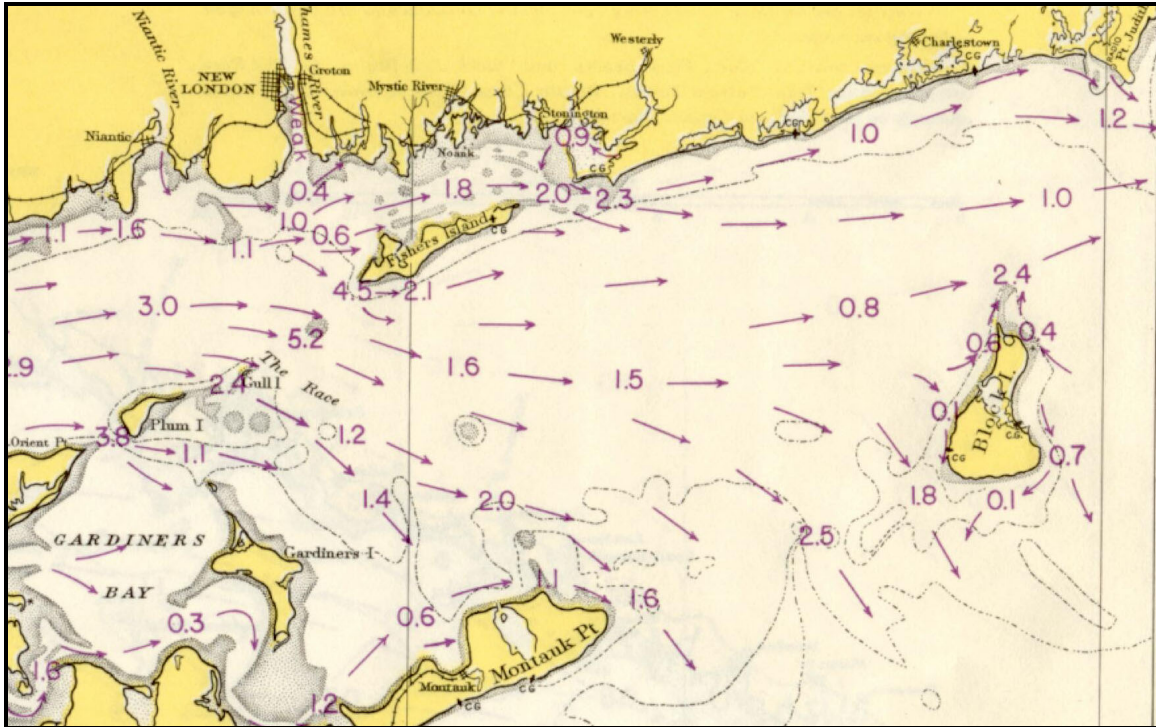 Niantic River
Thames River
Westerly
Charlestown
CG
RADIO
Pt Judith
NEW
LONDON
Groton
Mystic River
Stonington
Weak
Niantic
Noank
0.9
CG
CG
1.0
1.2
0.4
1.8
2.0
2.3
1.0
1.1
1.6
1.0
1.1
0.6
Fishers Island
CG
4.5
2.1
2.4
3.0
5.2
0.8
0.6
0.4
2.9
The Race
2.4
Gull I
1.6
1.5
Plum I
0.1
Block I.
CG
CG
Orient Pt.
3.8
1.1
1.2
0.7
1.4
2.0
1.8
0.1
GARDINERS
BAY
Gardiners I
2.5
1.1
1.6
0.6
0.3
1.6
1.2
Montauk Pt
Montauk
CG
CG